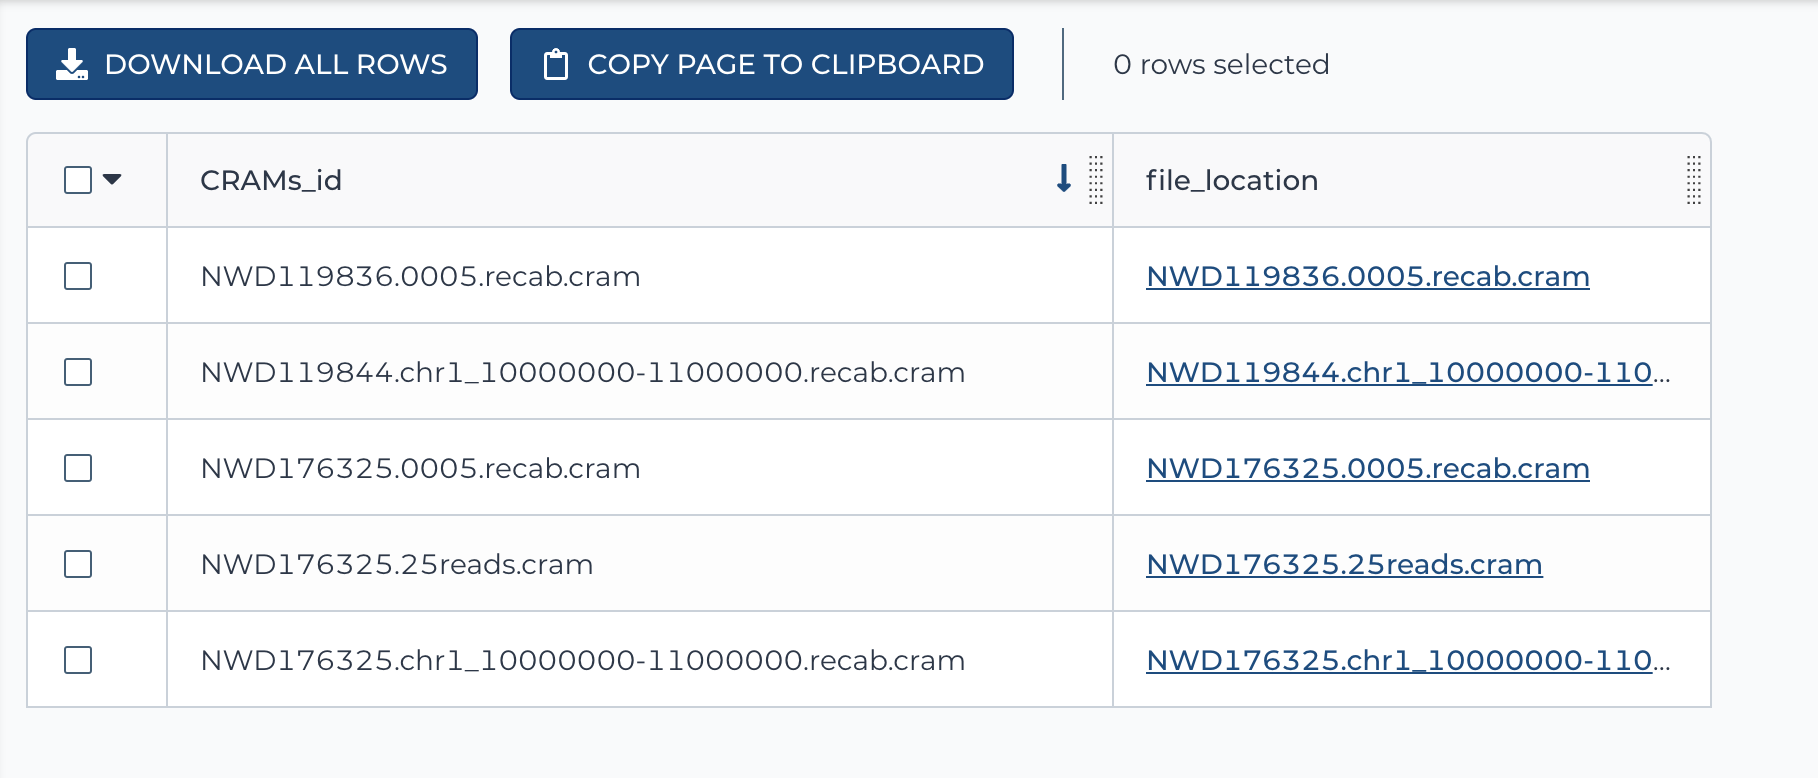 DOWNLOAD ALL ROWS COPY PAGE TO CLIPBOARD 0 rows selected
CRAMs_id file_location
NWD119836.0005.recab.cram NWD119836.0005.recab.cram
NWD119844.chr1_10000000-11000000.recab.cram NWD119844.chr1_10000000-110...
NWD176325.0005.recab.cram NWD176325.0005.recab.cram
NWD176325.25reads.cram NWD176325.25reads.cram
NWD176325.chr1_10000000-11000000.recab.cram NWD176325.chr1_10000000-110...